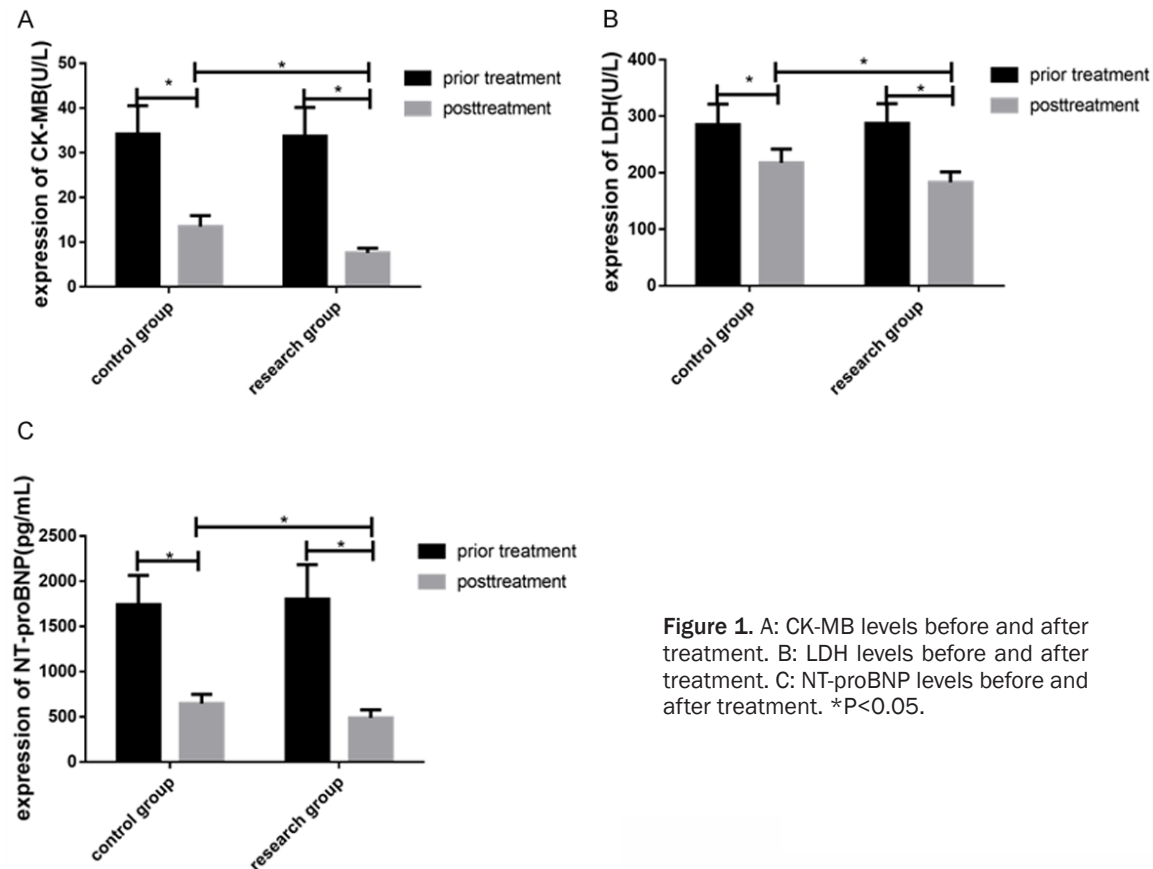 A
expression of CK-MB(U/L)
50
40
30
20
10
0
*
*
*
prior treatment
posttreatment
control group
research group
B
expression of LDH(U/L)
400
300
200
100
0
*
*
*
prior treatment
posttreatment
control group
research group
C
expression of NT-proBNP(pg/mL)
2500
2000
1500
1000
500
0
*
*
*
prior treatment
posttreatment
control group
research group
Figure 1. A: CK-MB levels before and after
treatment. B: LDH levels before and after
treatment. C: NT-proBNP levels before and
after treatment. *P<0.05.